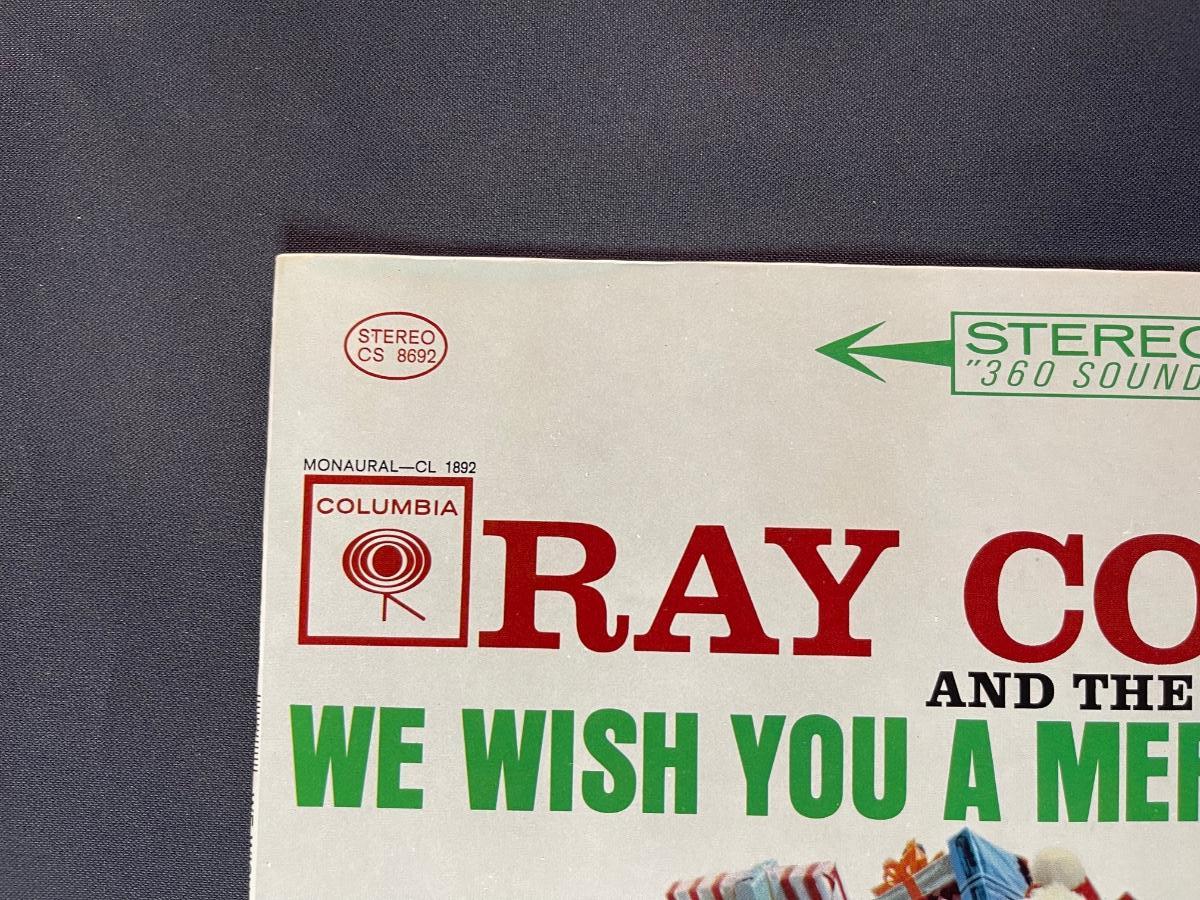 STEREO
CS 8692
STEREO
"360 SOUND
MONAURAL—CL 1892
COLUMBIA
RAY CO
AND THE
WE WISH YOU A MER